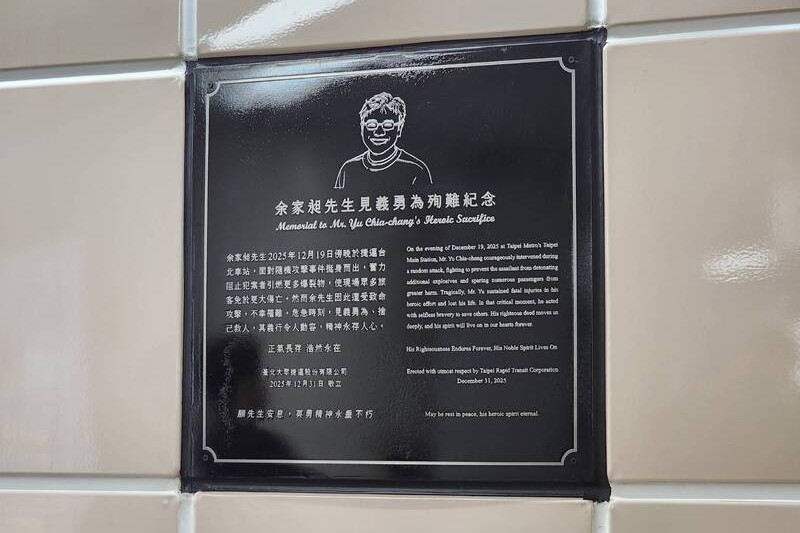 余家昶先生見義勇為殉難紀念
Memorial to Mr. Yu Chia-chang's Heroic Sacrifice
余家昶先生2025年12月19日傍晚於捷運台
北車站，面對隨機攻擊事件挺身而出，奮力
阻止犯案者引燃更多爆裂物，使現場眾多旅
客免於更大傷亡。然而余先生因此遭受致命
攻擊，不幸罹難。危急時刻，見義勇為、捨
己救人，其義行令人動容，精神永存人心。
正氣長存 浩然永在
臺北大眾捷運股份有限公司
2025年12月31日 敬立
願先生安息，英勇精神永垂不朽
On the evening of December 19, 2025 at Taipei Metro's Taipei
Main Station, Mr. Yu Chia-chang courageously intervened during
a random attack, fighting to prevent the assailant from detonating
additional explosives and sparing numerous passengers from
greater harm. Tragically, Mr. Yu sustained fatal injuries in his
heroic effort and lost his life. In that critical moment, he acted
with selfless bravery to save others. His righteous deed moves us
deeply, and his spirit will live on in our hearts forever.
His Righteousness Endures Forever, His Noble Spirit Lives On
Erected with utmost respect by Taipei Rapid Transit Corporation
December 31, 2025
May he rest in peace, his heroic spirit eternal.